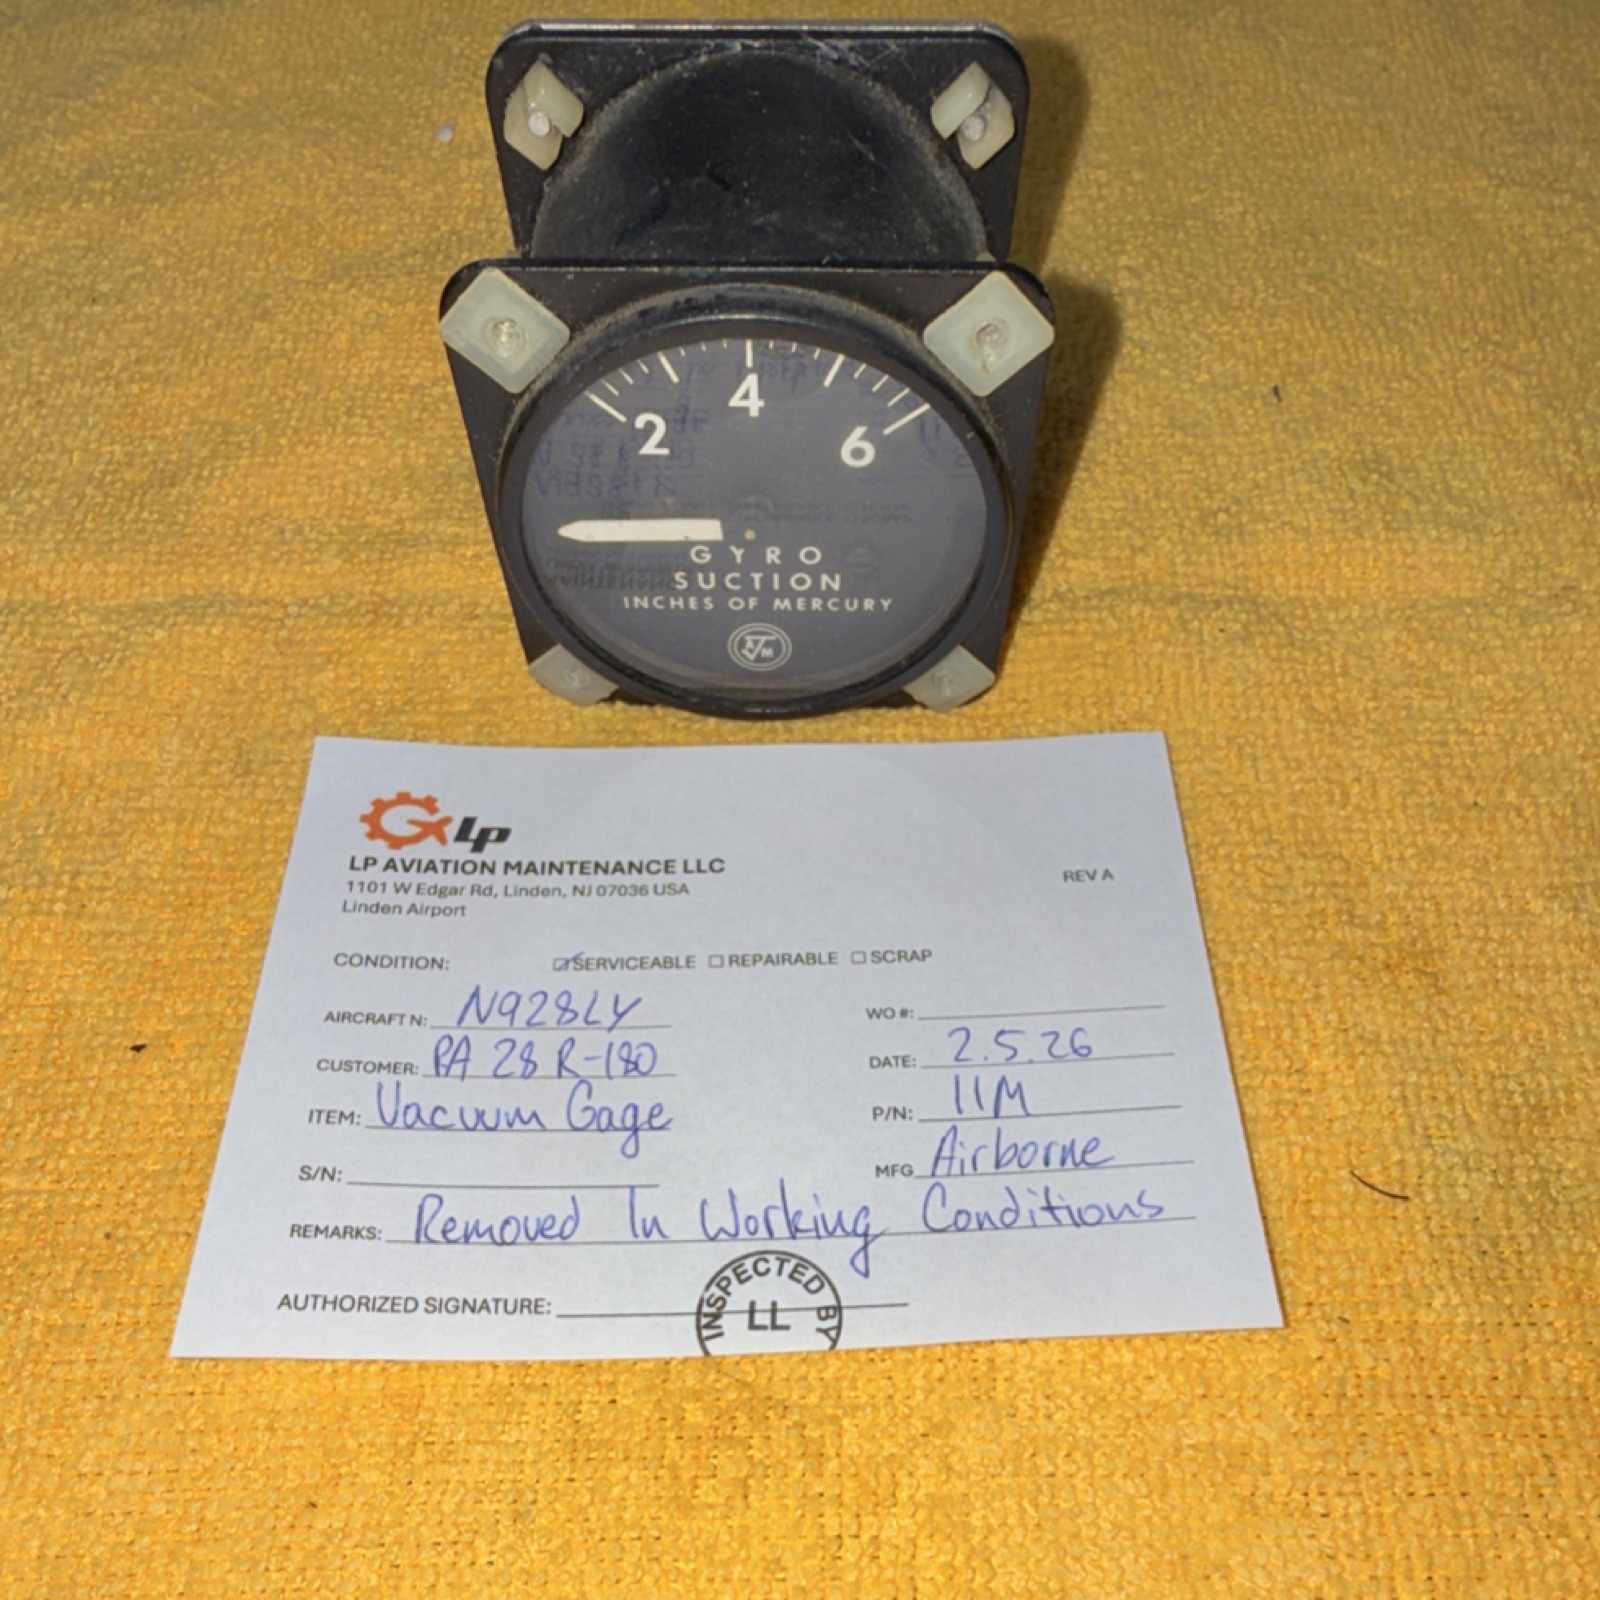 2 4 6
GYRO
SUCTION
INCHES OF MERCURY
LP
LP AVIATION MAINTENANCE LLC
1101 W Edgar Rd, Linden, NJ 07036 USA
Linden Airport
REV A
CONDITION: SERVICEABLE REPAIRABLE SCRAP
AIRCRAFT N: N928LY
WO #:
CUSTOMER: PA 28 R-180
DATE: 2.5.26
ITEM: Vacuum Gage
P/N: 11M
S/N:
MFG Airborne
REMARKS: Removed In Working Conditions
AUTHORIZED SIGNATURE:
INSPECTED BY
LL